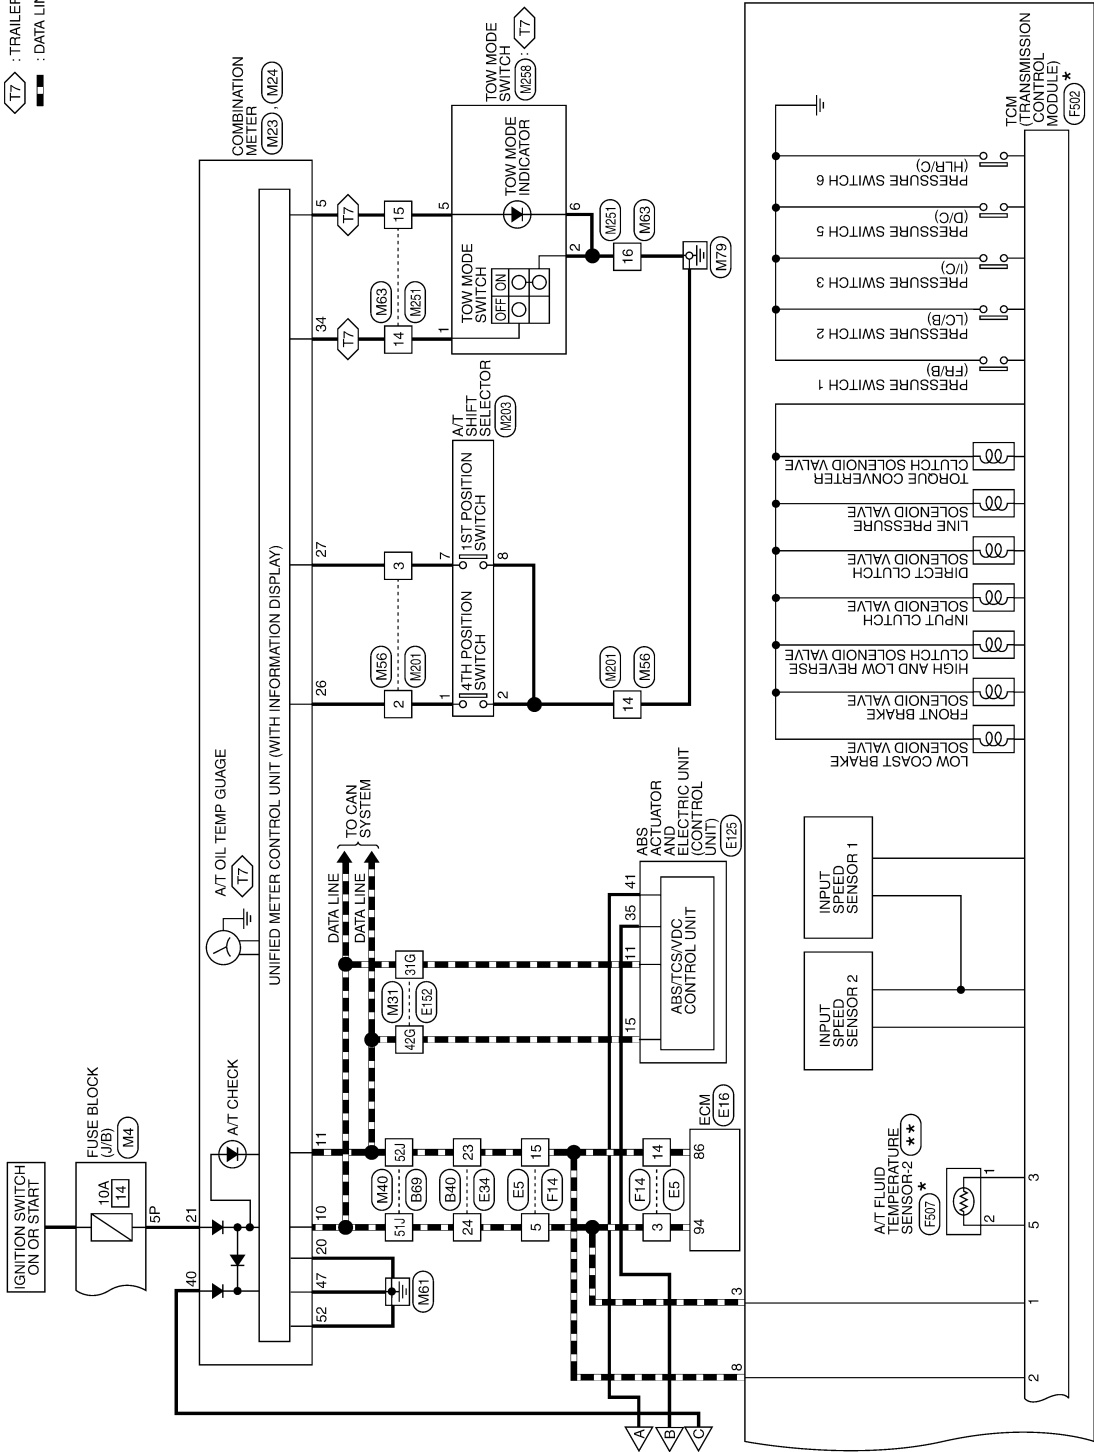 T7 : TRAILER
: DATA LIN
IGNITION SWITCH
ON OR START
FUSE BLOCK
(J/B)
M4
10A
14
5P
40
21
COMBINATION
METER
M23 , M24
A/T CHECK
A/T OIL TEMP GUAGE
T7
UNIFIED METER CONTROL UNIT (WITH INFORMATION DISPLAY)
52
47
20
10
11
26
27
34
5
M61
DATA LINE
DATA LINE
TO CAN
SYSTEM
T7
T7
M56
M201
2
3
M63
M251
14
15
M31
E152
42G
31G
M40
B69
51J
52J
B40
E34
24
23
E5
F14
5
15
F14
E5
3
14
94
86
ECM
E16
15
11
35
41
ABS/TCS/VDC
CONTROL UNIT
ABS
ACTUATOR
AND
ELECTRIC UNIT
(CONTROL
UNIT)
E125
1
7
4TH POSITION
SWITCH
1ST POSITION
SWITCH
2
8
A/T
SHIFT
SELECTOR
M203
M201
M56
14
1
5
TOW MODE
SWITCH
OFF
ON
TOW MODE
INDICATOR
2
6
TOW MODE
SWITCH
M258 : T7
M251
M63
16
M79
A
B
C
8
3
2
1
5
3
A/T FLUID
TEMPERATURE
SENSOR-2 **
F507 *
2
1
INPUT
SPEED
SENSOR 2
INPUT
SPEED
SENSOR 1
LOW COAST BRAKE
SOLENOID VALVE
FRONT BRAKE
SOLENOID VALVE
HIGH AND LOW REVERSE
CLUTCH SOLENOID VALVE
INPUT CLUTCH
SOLENOID VALVE
DIRECT CLUTCH
SOLENOID VALVE
LINE PRESSURE
SOLENOID VALVE
TORQUE CONVERTER
CLUTCH SOLENOID VALVE
PRESSURE SWITCH 1
(FR/B)
PRESSURE SWITCH 2
(LC/B)
PRESSURE SWITCH 3
(I/C)
PRESSURE SWITCH 5
(D/C)
PRESSURE SWITCH 6
(HLR/C)
TCM
(TRANSMISSION
CONTROL
MODULE)
F502 *